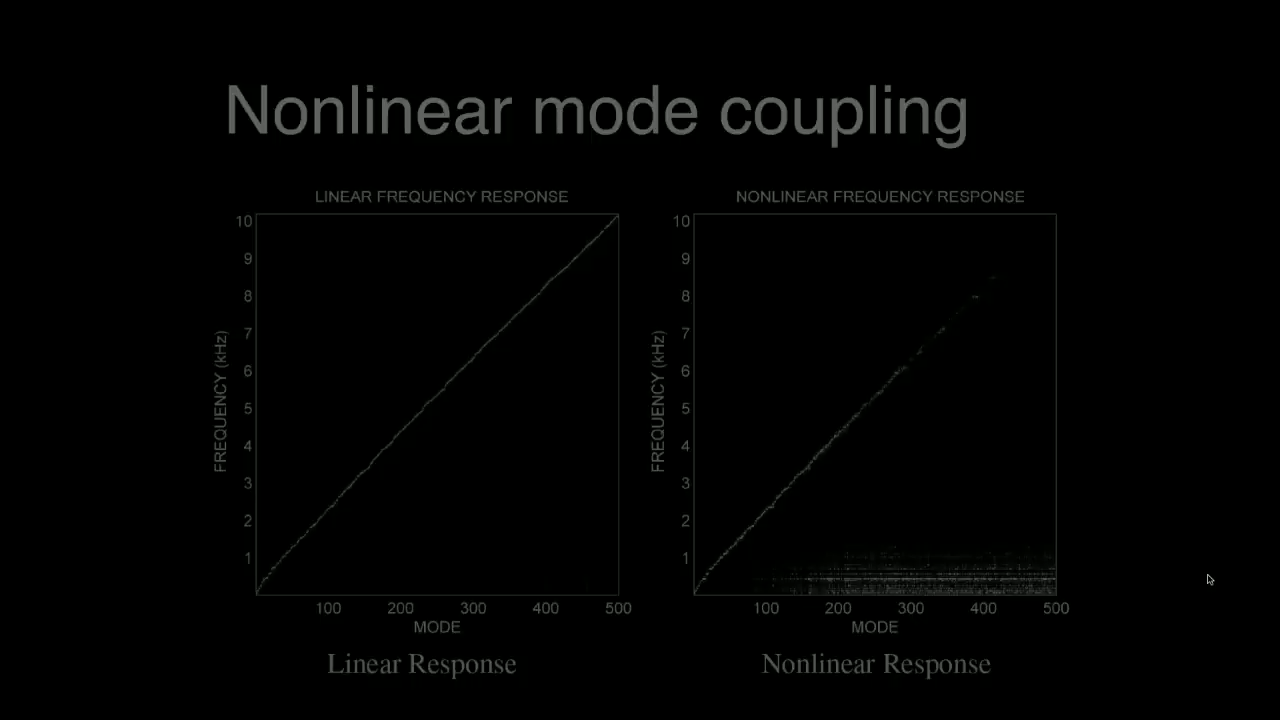 Nonlinear mode coupling
LINEAR FREQUENCY RESPONSE
10
9
8
7
6
5
4
3
2
1
FREQUENCY (kHz)
100 200 300 400 500
MODE
Linear Response
NONLINEAR FREQUENCY RESPONSE
10
9
8
7
6
5
4
3
2
1
FREQUENCY (kHz)
100 200 300 400 500
MODE
Nonlinear Response